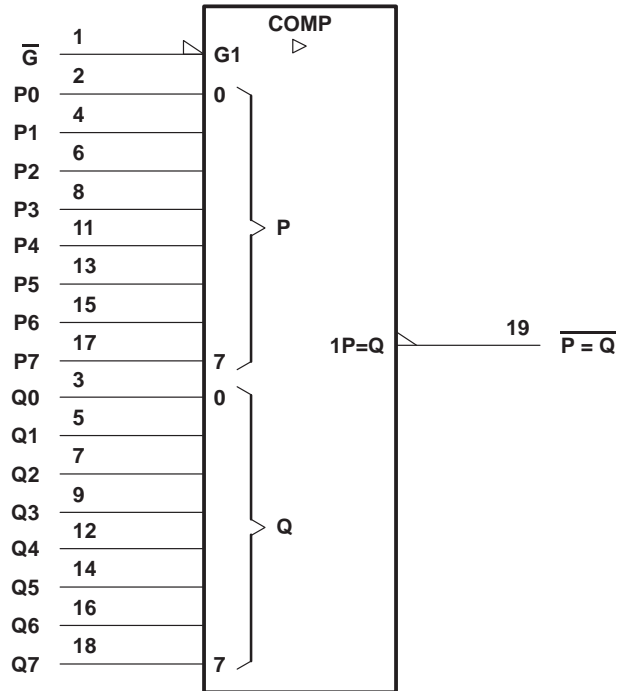 COMP
G̅ 1 G1
P0 2 0
P1 4
P2 6
P3 8
P4 11 P
P5 13
P6 15
P7 17 7
1P=Q 19 P̅ ̅=̅ ̅Q̅
Q0 3 0
Q1 5
Q2 7
Q3 9
Q4 12 Q
Q5 14
Q6 16
Q7 18 7